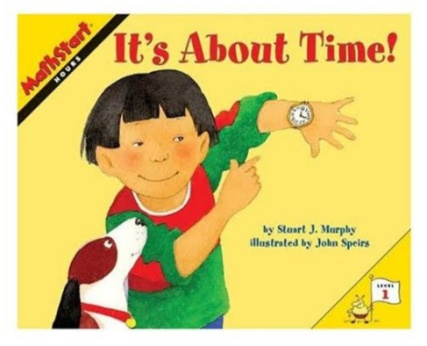 MathStart
HOURS
It's About Time!
by Stuart J. Murphy
illustrated by John Speirs
LEVEL
1